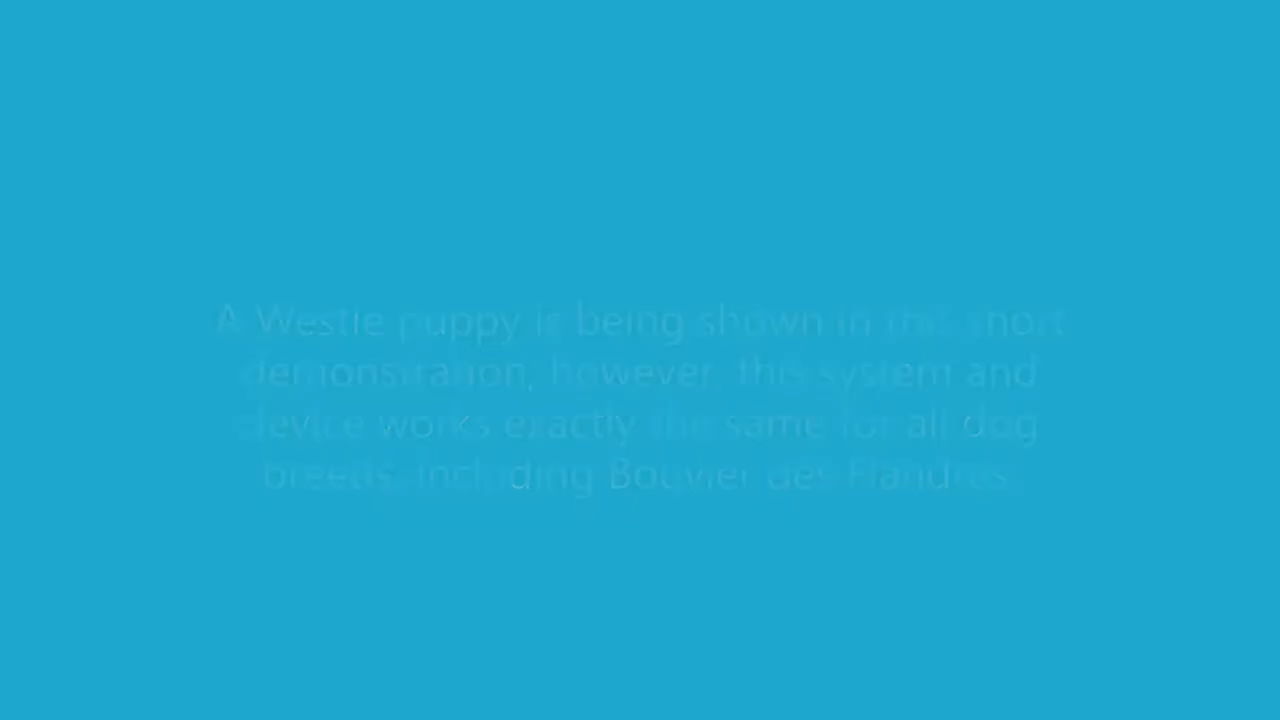 A Westie puppy is being shown in this short
demonstration, however, this system and
device works exactly the same for all dog
breeds, including Bouvier des Flandres.